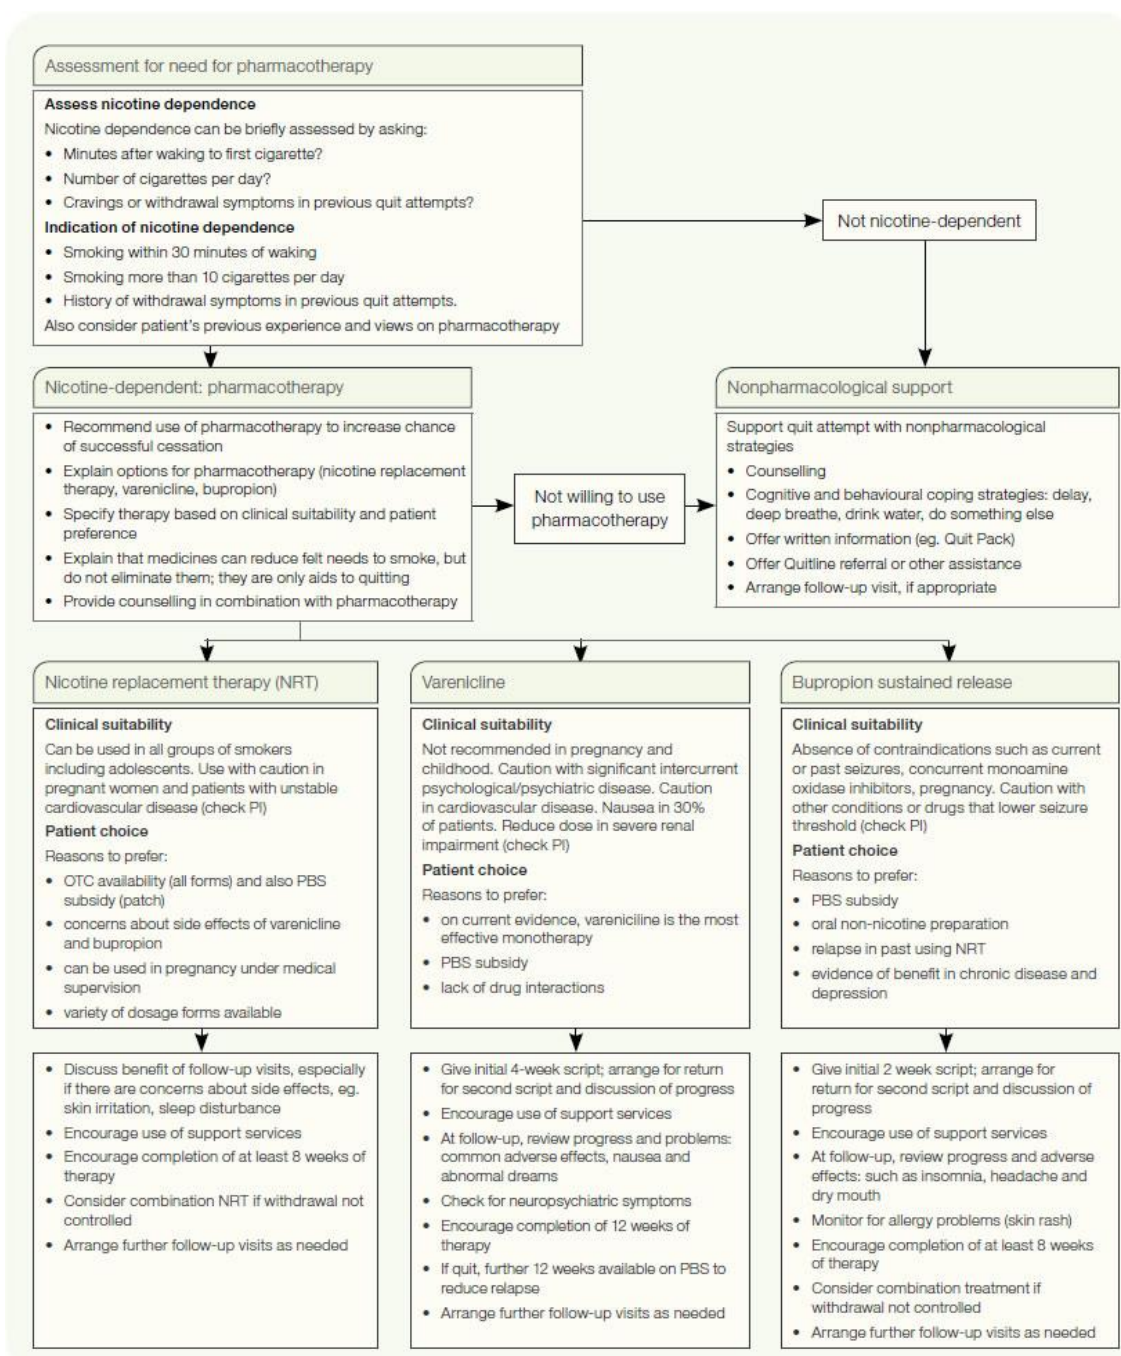 Assessment for need for pharmacotherapy
Assess nicotine dependence
Nicotine dependence can be briefly assessed by asking:
• Minutes after waking to first cigarette?
• Number of cigarettes per day?
• Cravings or withdrawal symptoms in previous quit attempts?
Indication of nicotine dependence
• Smoking within 30 minutes of waking
• Smoking more than 10 cigarettes per day
• History of withdrawal symptoms in previous quit attempts.
Also consider patient's previous experience and views on pharmacotherapy
Not nicotine-dependent
Nicotine-dependent: pharmacotherapy
• Recommend use of pharmacotherapy to increase chance
of successful cessation
• Explain options for pharmacotherapy (nicotine replacement
therapy, varenicline, bupropion)
• Specify therapy based on clinical suitability and patient
preference
• Explain that medicines can reduce felt needs to smoke, but
do not eliminate them; they are only aids to quitting
• Provide counselling in combination with pharmacotherapy
Not willing to use
pharmacotherapy
Nonpharmacological support
Support quit attempt with nonpharmacological
strategies
• Counselling
• Cognitive and behavioural coping strategies: delay,
deep breathe, drink water, do something else
• Offer written information (eg. Quit Pack)
• Offer Quitline referral or other assistance
• Arrange follow-up visit, if appropriate
Nicotine replacement therapy (NRT)
Clinical suitability
Can be used in all groups of smokers
including adolescents. Use with caution in
pregnant women and patients with unstable
cardiovascular disease (check PI)
Patient choice
Reasons to prefer:
• OTC availability (all forms) and also PBS
subsidy (patch)
• concerns about side effects of varenicline
and bupropion
• can be used in pregnancy under medical
supervision
• variety of dosage forms available
• Discuss benefit of follow-up visits, especially
if there are concerns about side effects, eg.
skin irritation, sleep disturbance
• Encourage use of support services
• Encourage completion of at least 8 weeks of
therapy
• Consider combination NRT if withdrawal not
controlled
• Arrange further follow-up visits as needed
Varenicline
Clinical suitability
Not recommended in pregnancy and
childhood. Caution with significant intercurrent
psychological/psychiatric disease. Caution
in cardiovascular disease. Nausea in 30%
of patients. Reduce dose in severe renal
impairment (check PI)
Patient choice
Reasons to prefer:
• on current evidence, vareniciline is the most
effective monotherapy
• PBS subsidy
• lack of drug interactions
• Give initial 4-week script; arrange for return
for second script and discussion of progress
• Encourage use of support services
• At follow-up, review progress and problems:
common adverse effects, nausea and
abnormal dreams
• Check for neuropsychiatric symptoms
• Encourage completion of 12 weeks of
therapy
• If quit, further 12 weeks available on PBS to
reduce relapse
• Arrange further follow-up visits as needed
Bupropion sustained release
Clinical suitability
Absence of contraindications such as current
or past seizures, concurrent monoamine
oxidase inhibitors, pregnancy. Caution with
other conditions or drugs that lower seizure
threshold (check PI)
Patient choice
Reasons to prefer:
• PBS subsidy
• oral non-nicotine preparation
• relapse in past using NRT
• evidence of benefit in chronic disease and
depression
• Give initial 2 week script; arrange for
return for second script and discussion of
progress
• Encourage use of support services
• At follow-up, review progress and adverse
effects: such as insomnia, headache and
dry mouth
• Monitor for allergy problems (skin rash)
• Encourage completion of at least 8 weeks
of therapy
• Consider combination treatment if
withdrawal not controlled
• Arrange further follow-up visits as needed